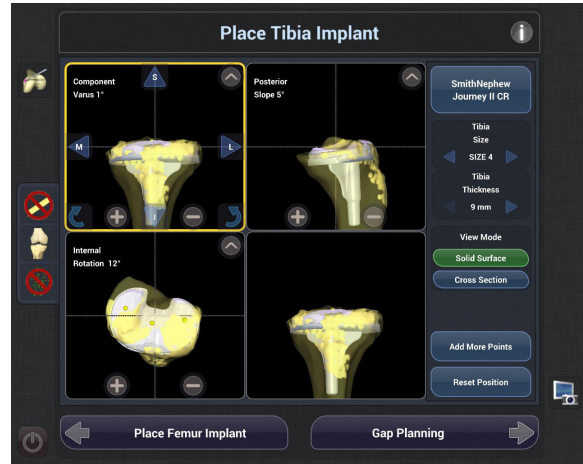 Place Tibia Implant
i
Component
Varus 1°
S
M
L
I
Posterior
Slope 5°
SmithNephew
Journey II CR
Tibia
Size
SIZE 4
Tibia
Thickness
9 mm
Internal
Rotation 12°
View Mode
Solid Surface
Cross Section
Add More Points
Reset Position
Place Femur Implant
Gap Planning